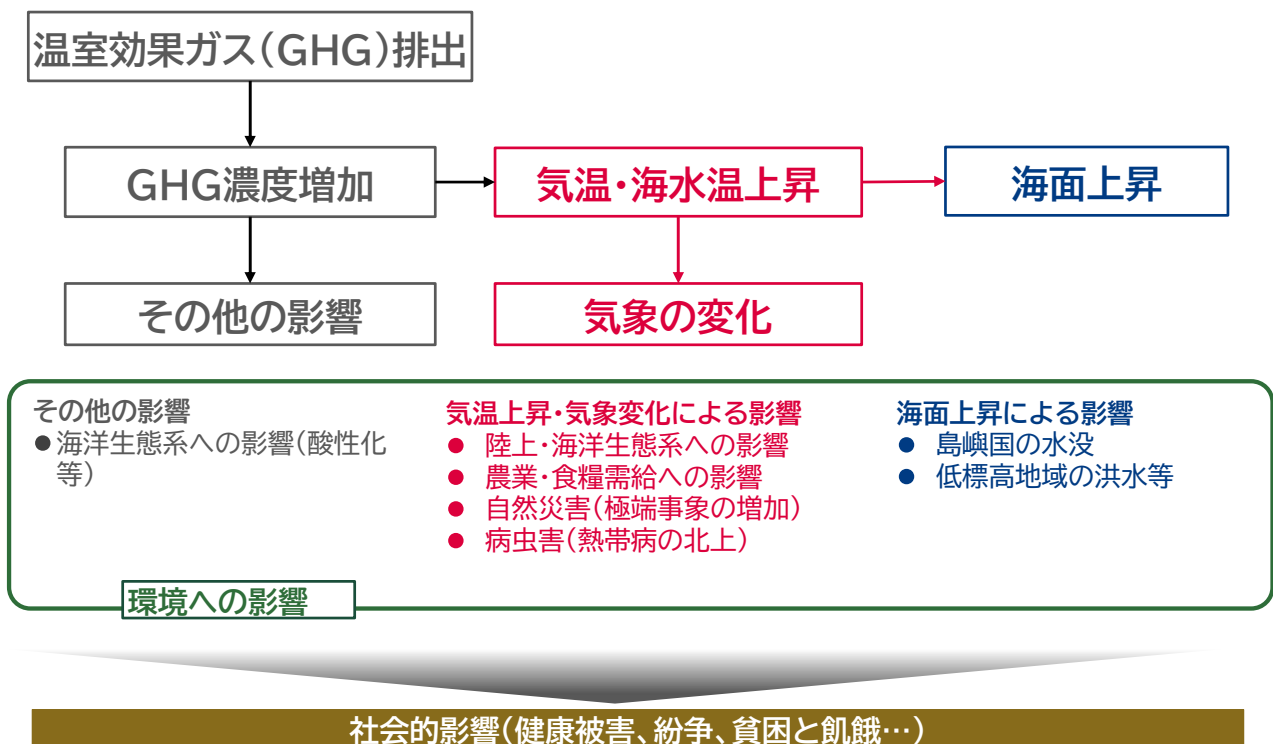 温室効果ガス(GHG)排出
GHG濃度増加
気温・海水温上昇
海面上昇
その他の影響
気象の変化
その他の影響
●海洋生態系への影響(酸性化
等)
気温上昇・気象変化による影響
● 陸上・海洋生態系への影響
● 農業・食糧需給への影響
● 自然災害(極端事象の増加)
● 病虫害(熱帯病の北上)
海面上昇による影響
● 島嶼国の水没
● 低標高地域の洪水等
環境への影響
社会的影響(健康被害、紛争、貧困と飢餓…)